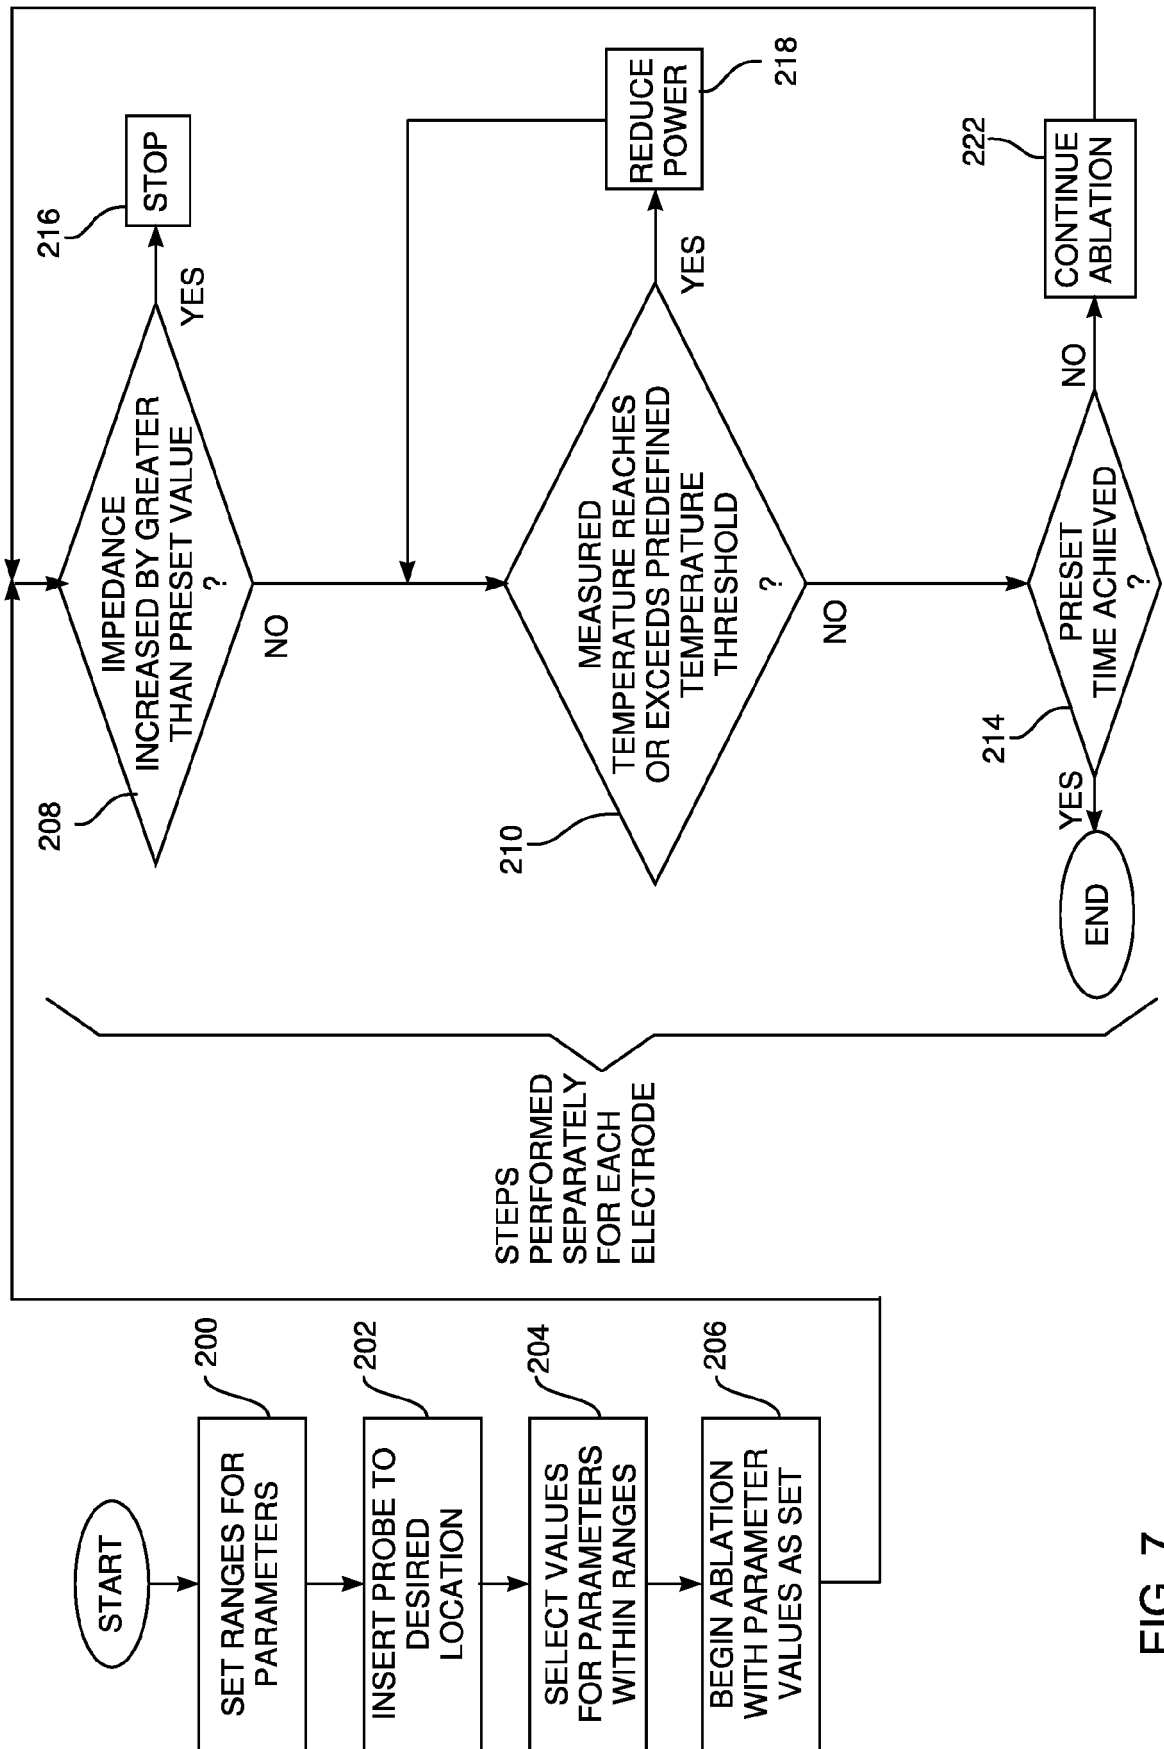 START
SET RANGES FOR
PARAMETERS
200
INSERT PROBE TO
DESIRED
LOCATION
202
SELECT VALUES
FOR PARAMETERS
WITHIN RANGES
204
BEGIN ABLATION
WITH PARAMETER
VALUES AS SET
206
STEPS
PERFORMED
SEPARATELY
FOR EACH
ELECTRODE
208
IMPEDANCE
INCREASED BY GREATER
THAN PRESET VALUE
?
YES
216
STOP
NO
210
MEASURED
TEMPERATURE REACHES
OR EXCEEDS PREDEFINED
TEMPERATURE
THRESHOLD
?
YES
REDUCE
POWER
218
NO
214
PRESET
TIME ACHIEVED
?
YES
END
NO
222
CONTINUE
ABLATION
FIG. 7